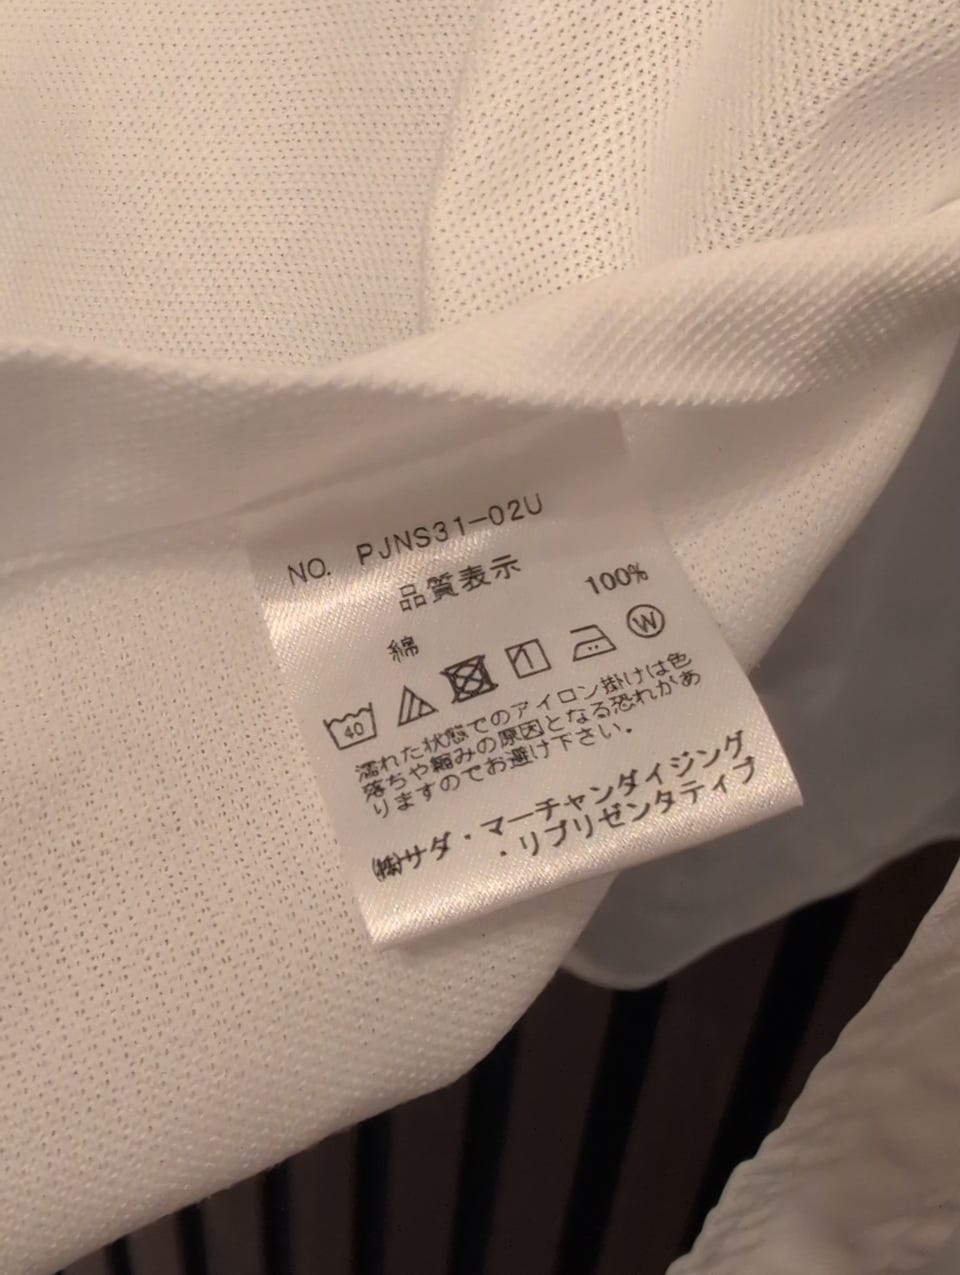 NO. PJNS31-02U
品質表示
綿 100%
40
W
濡れた状態でのアイロン掛けは色
落ちや縮みの原因となる恐れがあ
りますのでお避け下さい。
㈱サダ・マーチャンダイジング
・リプリゼンタティブ